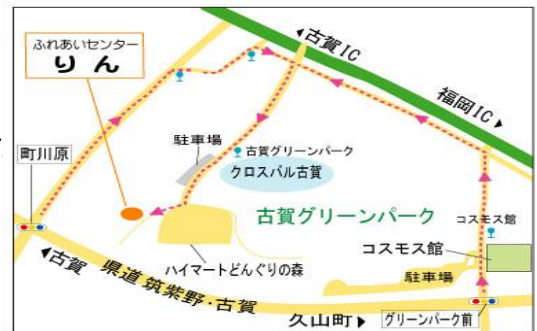 ふれあいセンター
りん
◀古賀IC
福岡IC▶
駐車場
古賀グリーンパーク
クロスパル古賀
町川原
古賀グリーンパーク
コスモス館
コスモス館
ハイマートどんぐりの森
駐車場
◀古賀 県道 筑紫野・古賀
久山町▶
グリーンパーク前